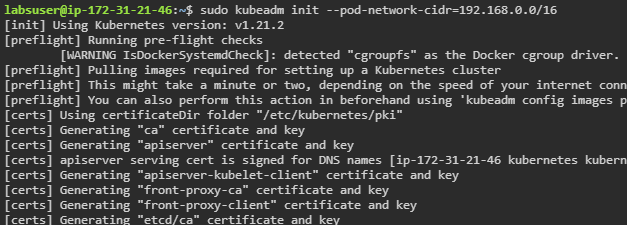 labsuser@ip-172-31-21-46:~$ sudo kubeadm init --pod-network-cidr=192.168.0.0/16
[init] Using Kubernetes version: v1.21.2
[preflight] Running pre-flight checks
[WARNING IsDockerSystemdCheck]: detected "cgroupfs" as the Docker cgroup driver.
[preflight] Pulling images required for setting up a Kubernetes cluster
[preflight] This might take a minute or two, depending on the speed of your internet conn
[preflight] You can also perform this action in beforehand using 'kubeadm config images p
[certs] Using certificateDir folder "/etc/kubernetes/pki"
[certs] Generating "ca" certificate and key
[certs] Generating "apiserver" certificate and key
[certs] apiserver serving cert is signed for DNS names [ip-172-31-21-46 kubernetes kubern
[certs] Generating "apiserver-kubelet-client" certificate and key
[certs] Generating "front-proxy-ca" certificate and key
[certs] Generating "front-proxy-client" certificate and key
[certs] Generating "etcd/ca" certificate and key